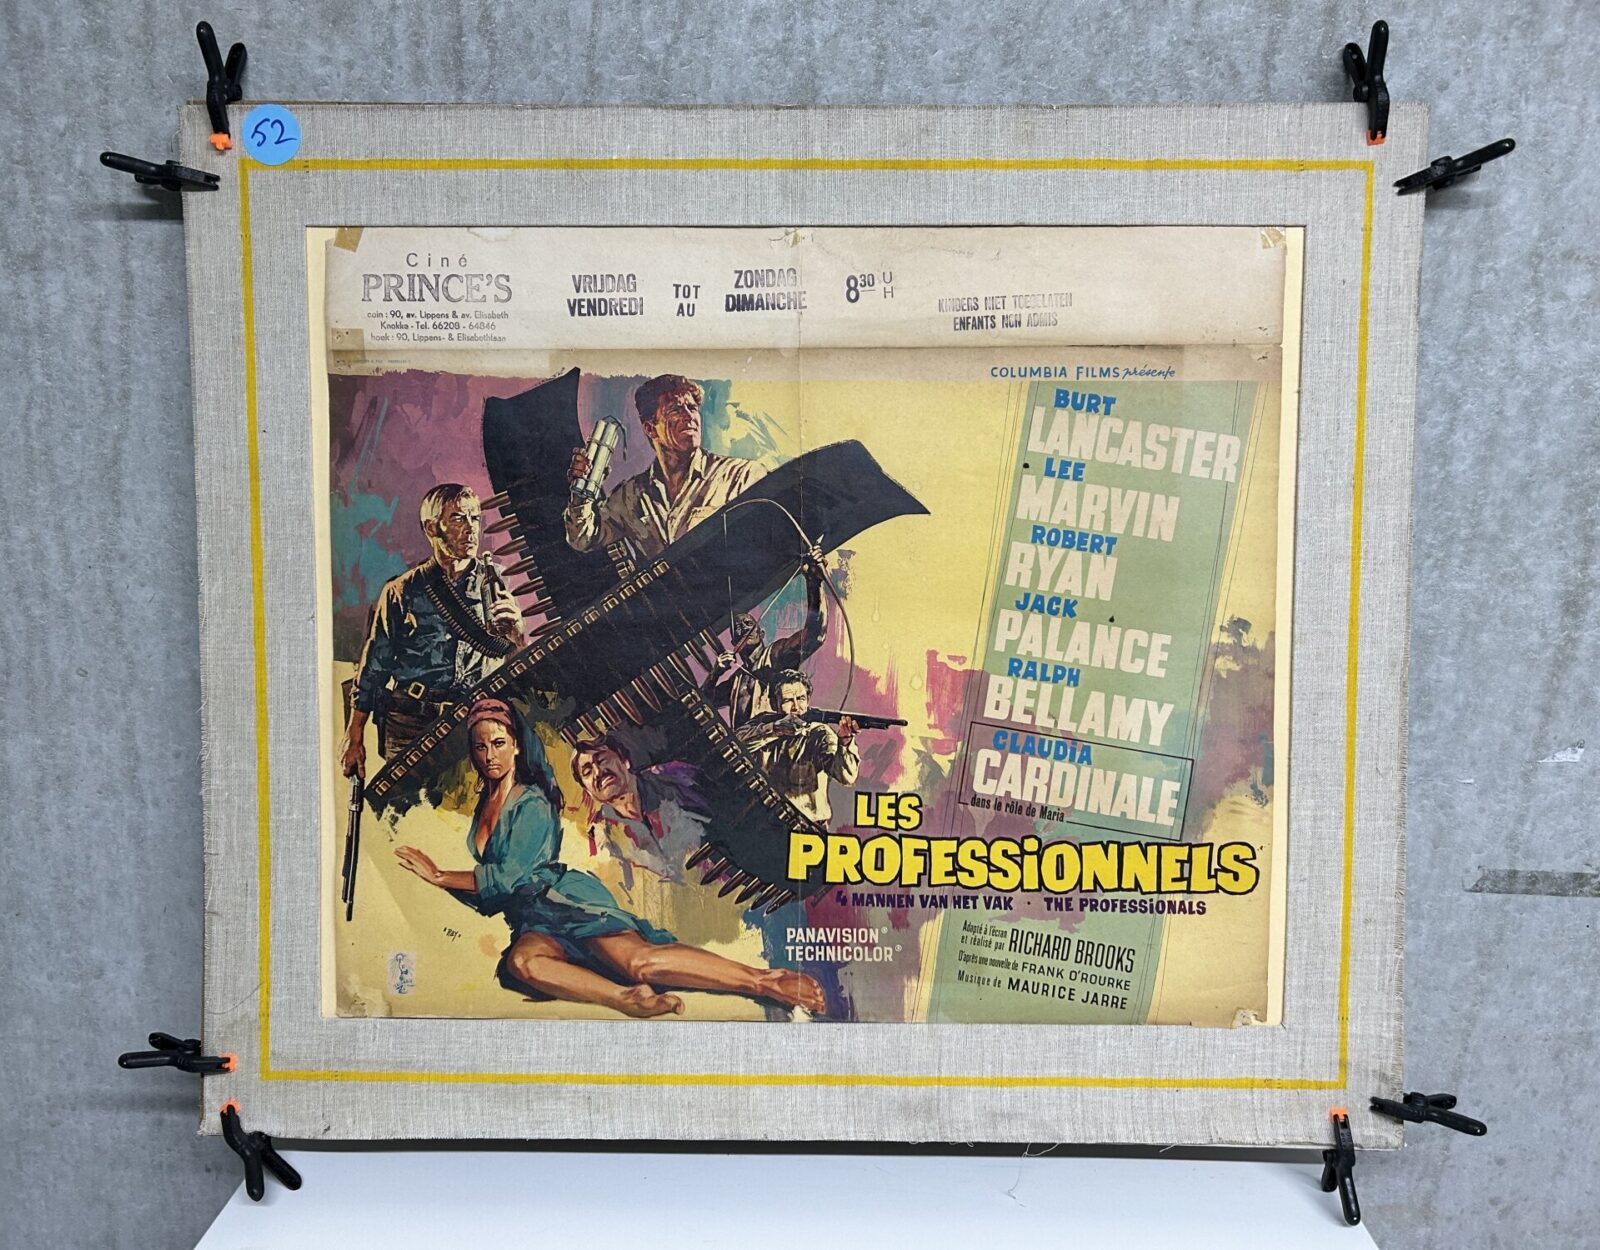 52
Ciné
PRINCE'S
coin : 90, av. Lippens & av. Elisabeth
Knokke - Tel. 66208 - 64846
hoek : 90, Lippens- & Elisabethlaan
VRIJDAG TOT ZONDAG 8³⁰ U
VENDREDI AU DIMANCHE H
KINDERS NIET TOEGELATEN
ENFANTS NON ADMIS
COLUMBIA FILMS présente
BURT
LANCASTER
LEE
MARVIN
ROBERT
RYAN
JACK
PALANCE
RALPH
BELLAMY
CLAUDiA
CARDINALE
dans le rôle de Maria
LES
PROFESSiONNELS
4 MANNEN VAN HET VAK · THE PROFESSiONALS
PANAVISION®
TECHNICOLOR®
Adapté à l'écran
et réalisé par RICHARD BROOKS
D'après une nouvelle de FRANK O'ROURKE
Musique de MAURICE JARRE
"RAY"